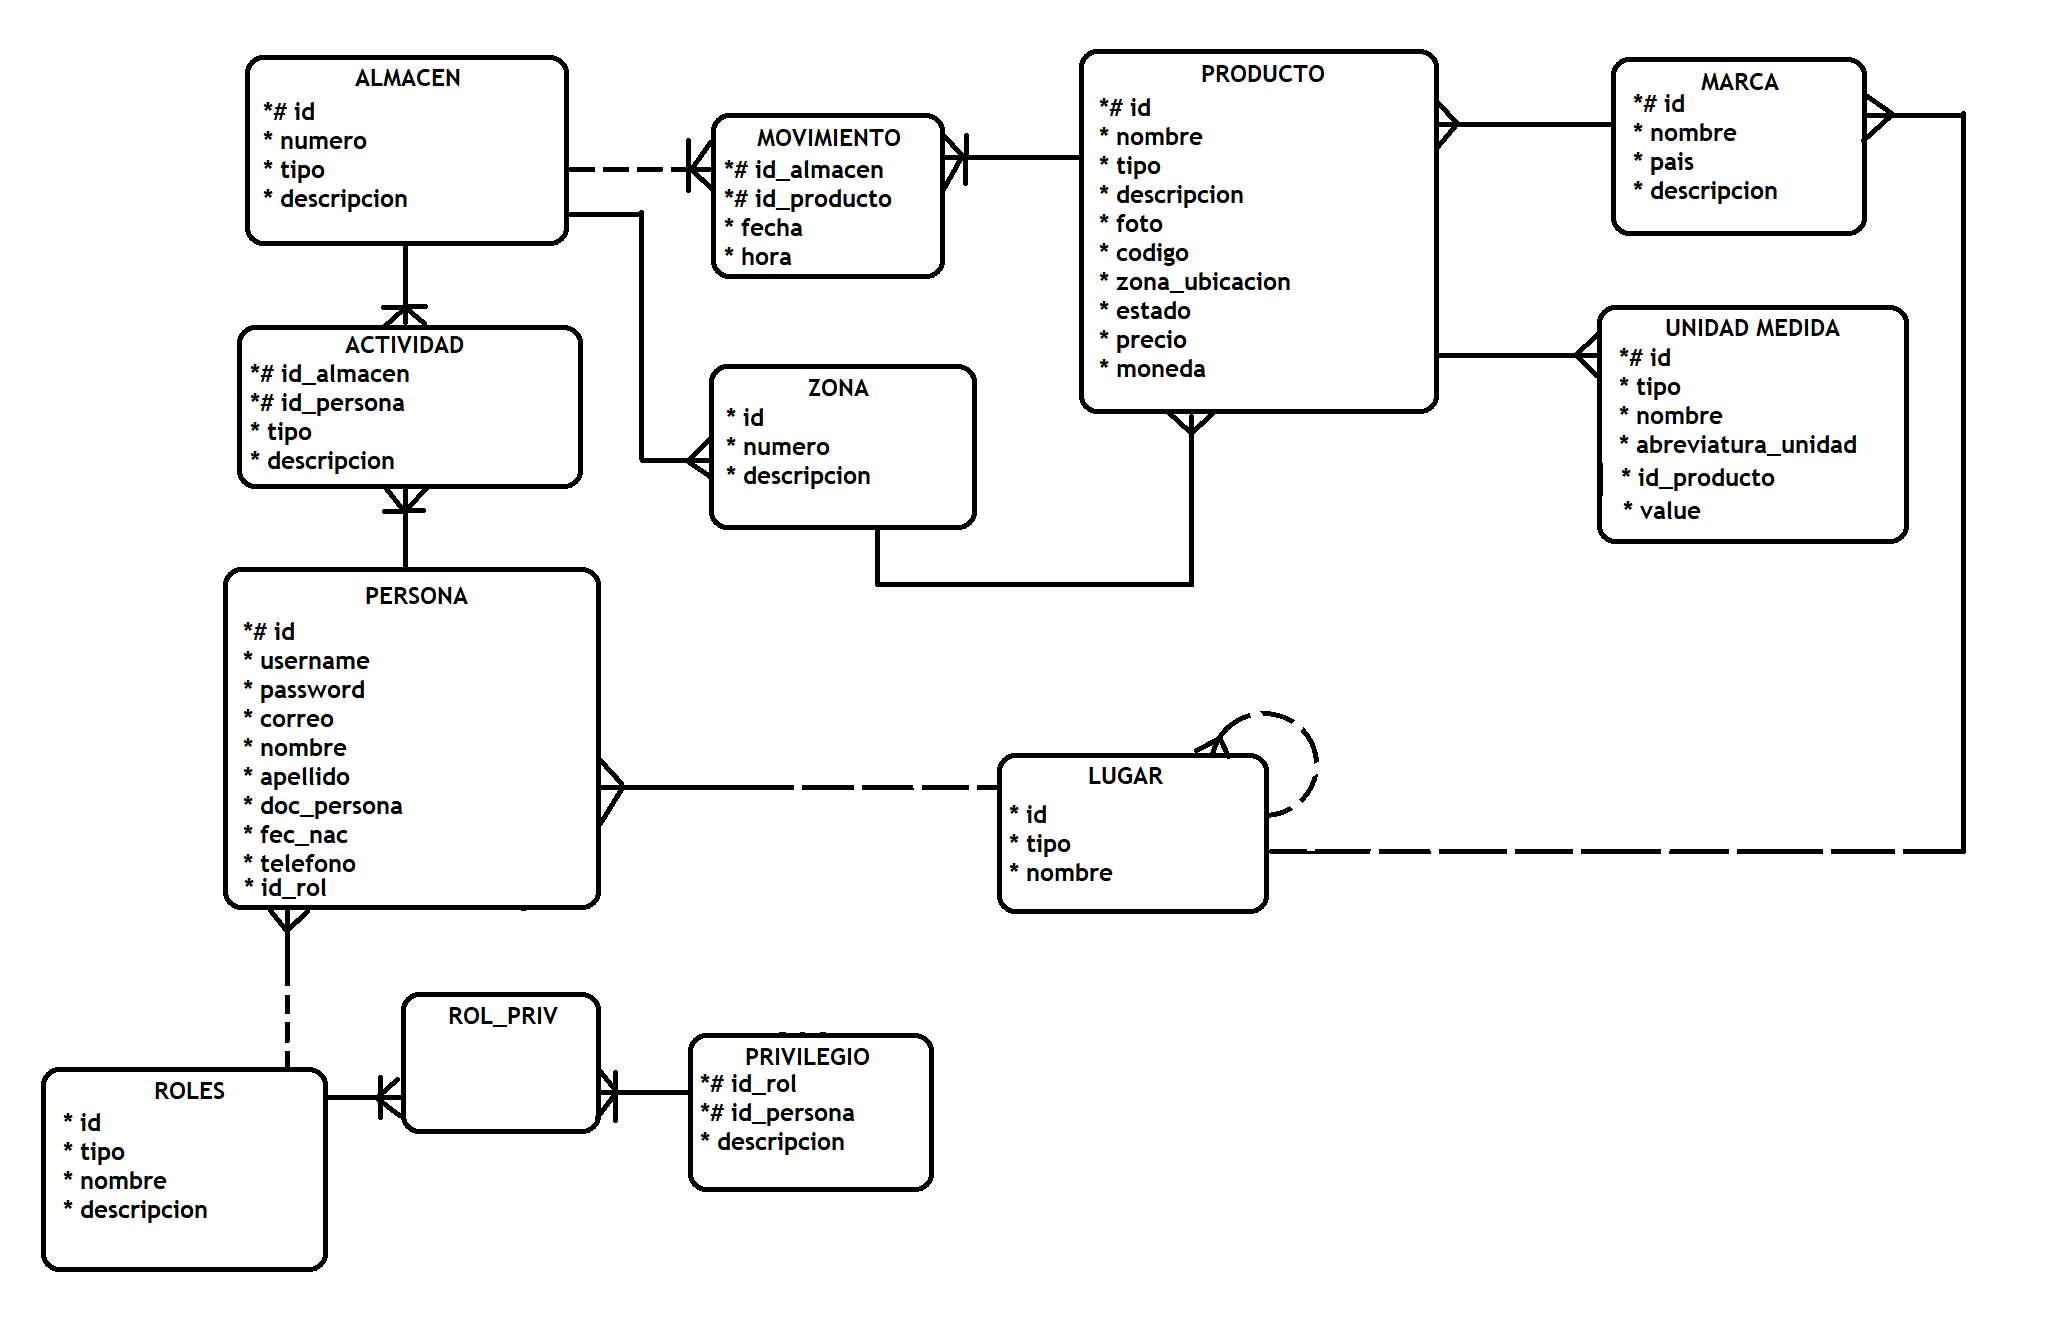 ALMACEN
*# id
* numero
* tipo
* descripcion
MOVIMIENTO
*# id_almacen
*# id_producto
* fecha
* hora
PRODUCTO
*# id
* nombre
* tipo
* descripcion
* foto
* codigo
* zona_ubicacion
* estado
* precio
* moneda
MARCA
*# id
* nombre
* pais
* descripcion
ACTIVIDAD
*# id_almacen
*# id_persona
* tipo
* descripcion
ZONA
* id
* numero
* descripcion
UNIDAD MEDIDA
*# id
* tipo
* nombre
* abreviatura_unidad
* id_producto
* value
PERSONA
*# id
* username
* password
* correo
* nombre
* apellido
* doc_persona
* fec_nac
* telefono
* id_rol
LUGAR
* id
* tipo
* nombre
ROLES
* id
* tipo
* nombre
* descripcion
ROL_PRIV
PRIVILEGIO
*# id_rol
*# id_persona
* descripcion